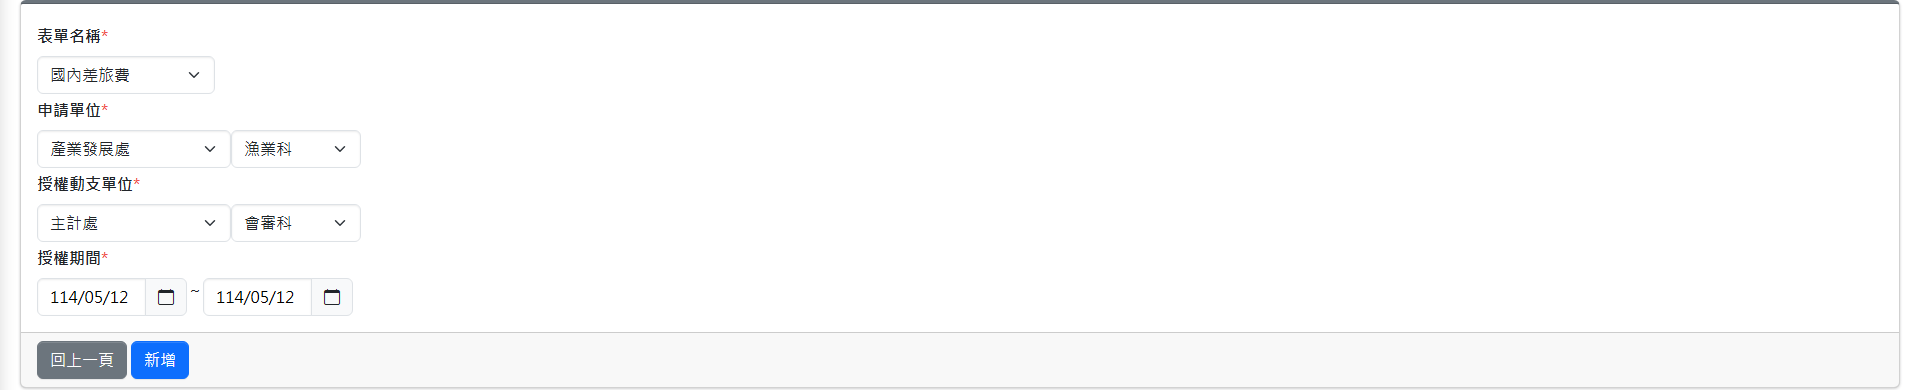 表單名稱*
國內差旅費
申請單位*
產業發展處 漁業科
授權動支單位*
主計處 會審科
授權期間*
114/05/12 ~ 114/05/12
回上一頁 新增